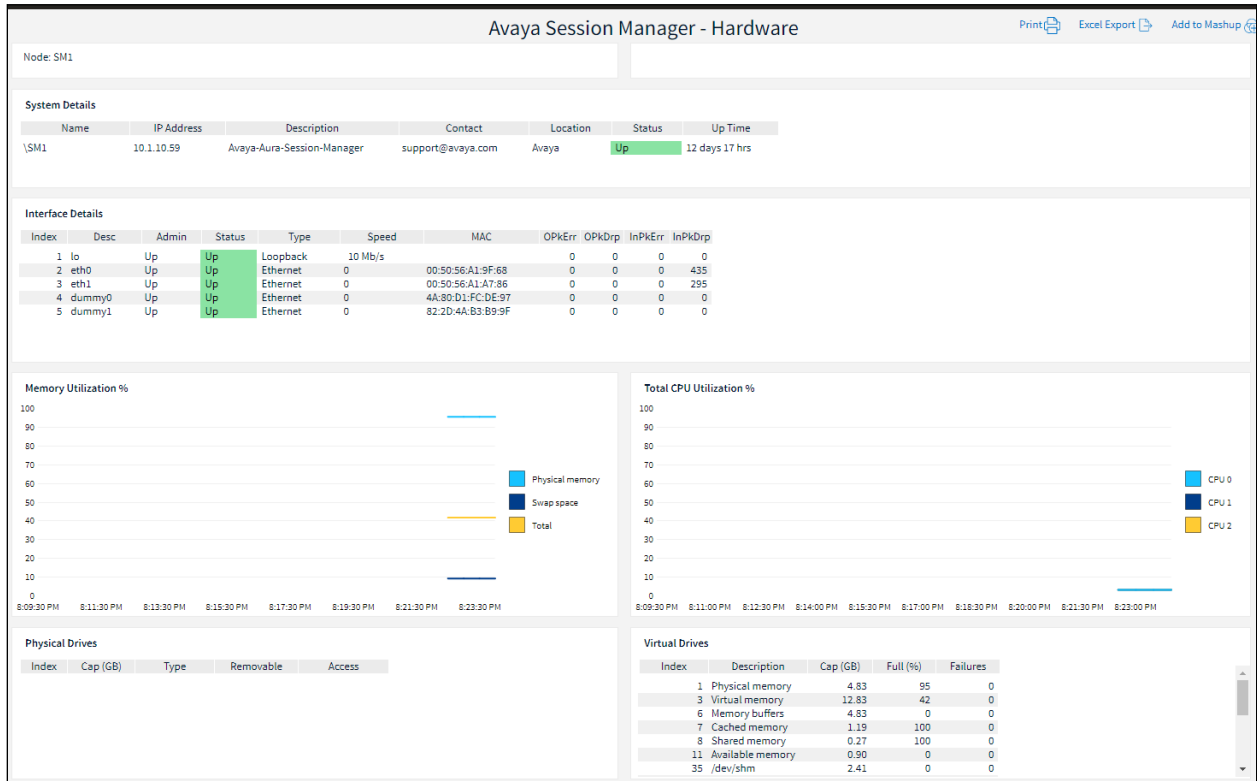 Avaya Session Manager - Hardware
Print Excel Export Add to Mashup
Node: SM1
System Details
Name IP Address Description Contact Location Status Up Time
\SM1 10.1.10.59 Avaya-Aura-Session-Manager support@avaya.com Avaya Up 12 days 17 hrs
Interface Details
Index Desc Admin Status Type Speed MAC OPkErr OPkDrp InPkErr InPkDrp
1 lo Up Up Loopback 10 Mb/s 0 0 0 0
2 eth0 Up Up Ethernet 0 00:50:56:A1:9F:68 0 0 0 435
3 eth1 Up Up Ethernet 0 00:50:56:A1:A7:86 0 0 0 295
4 dummy0 Up Up Ethernet 0 4A:80:D1:FC:DE:97 0 0 0 0
5 dummy1 Up Up Ethernet 0 82:2D:4A:B3:B9:9F 0 0 0 0
Memory Utilization %
100
90
80
70
60
50
40
30
20
10
0
8:09:30 PM 8:11:30 PM 8:13:30 PM 8:15:30 PM 8:17:30 PM 8:19:30 PM 8:21:30 PM 8:23:30 PM
Physical memory
Swap space
Total
Total CPU Utilization %
100
90
80
70
60
50
40
30
20
10
0
8:09:30 PM 8:11:00 PM 8:12:30 PM 8:14:00 PM 8:15:30 PM 8:17:00 PM 8:18:30 PM 8:20:00 PM 8:21:30 PM 8:23:00 PM
CPU 0
CPU 1
CPU 2
Physical Drives
Index Cap (GB) Type Removable Access
Virtual Drives
Index Description Cap (GB) Full (%) Failures
1 Physical memory 4.83 95 0
3 Virtual memory 12.83 42 0
6 Memory buffers 4.83 0 0
7 Cached memory 1.19 100 0
8 Shared memory 0.27 100 0
11 Available memory 0.90 0 0
35 /dev/shm 2.41 0 0